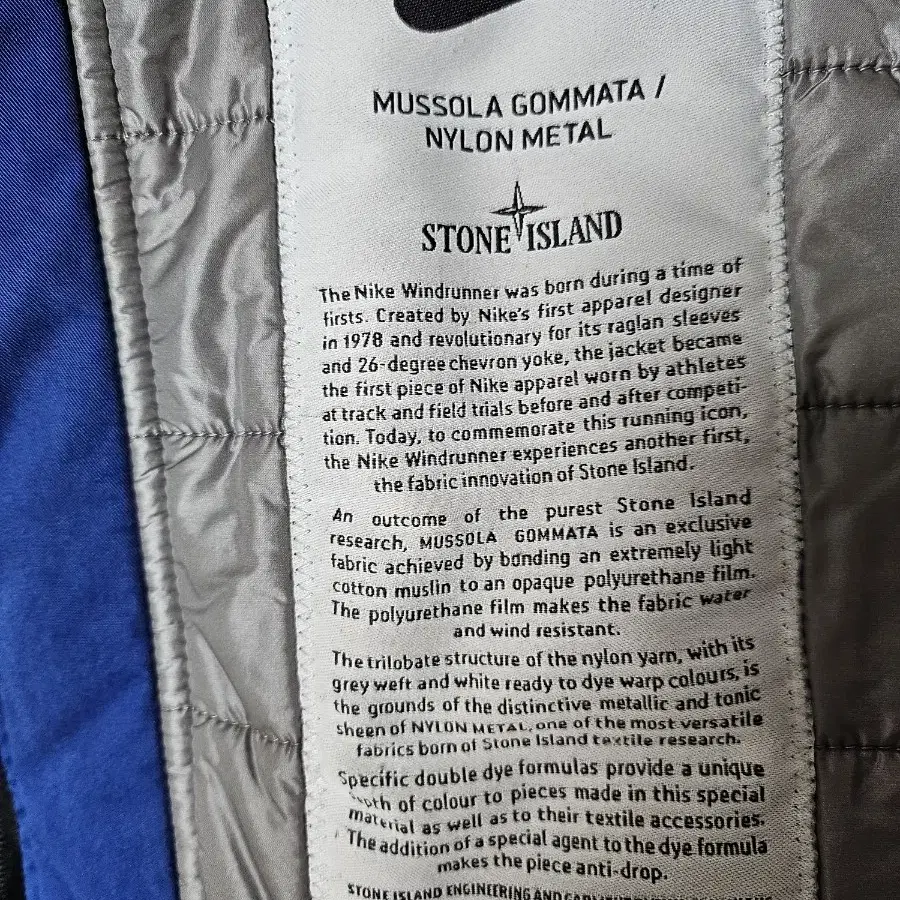 MUSSOLA GOMMATA /
NYLON METAL
STONE ISLAND
The Nike Windrunner was born during a time of
firsts. Created by Nike's first apparel designer
in 1978 and revolutionary for its raglan sleeves
and 26-degree chevron yoke, the jacket became
the first piece of Nike apparel worn by athletes
at track and field trials before and after competi-
tion. Today, to commemorate this running icon,
the Nike Windrunner experiences another first,
the fabric innovation of Stone Island.
An outcome of the purest Stone Island
research, MUSSOLA GOMMATA is an exclusive
fabric achieved by bonding an extremely light
cotton muslin to an opaque polyurethane film.
The polyurethane film makes the fabric water
and wind resistant.
The trilobate structure of the nylon yarn, with its
grey weft and white ready to dye warp colours, is
the grounds of the distinctive metallic and tonic
sheen of NYLON METAL, one of the most versatile
fabrics born of Stone Island textile research.
Specific double dye formulas provide a unique
of colour to pieces made in this special
material as well as to their textile accessories.
The addition of a special agent to the dye formula
makes the piece anti-drop.
STONE ISLAND ENGINEERING AND